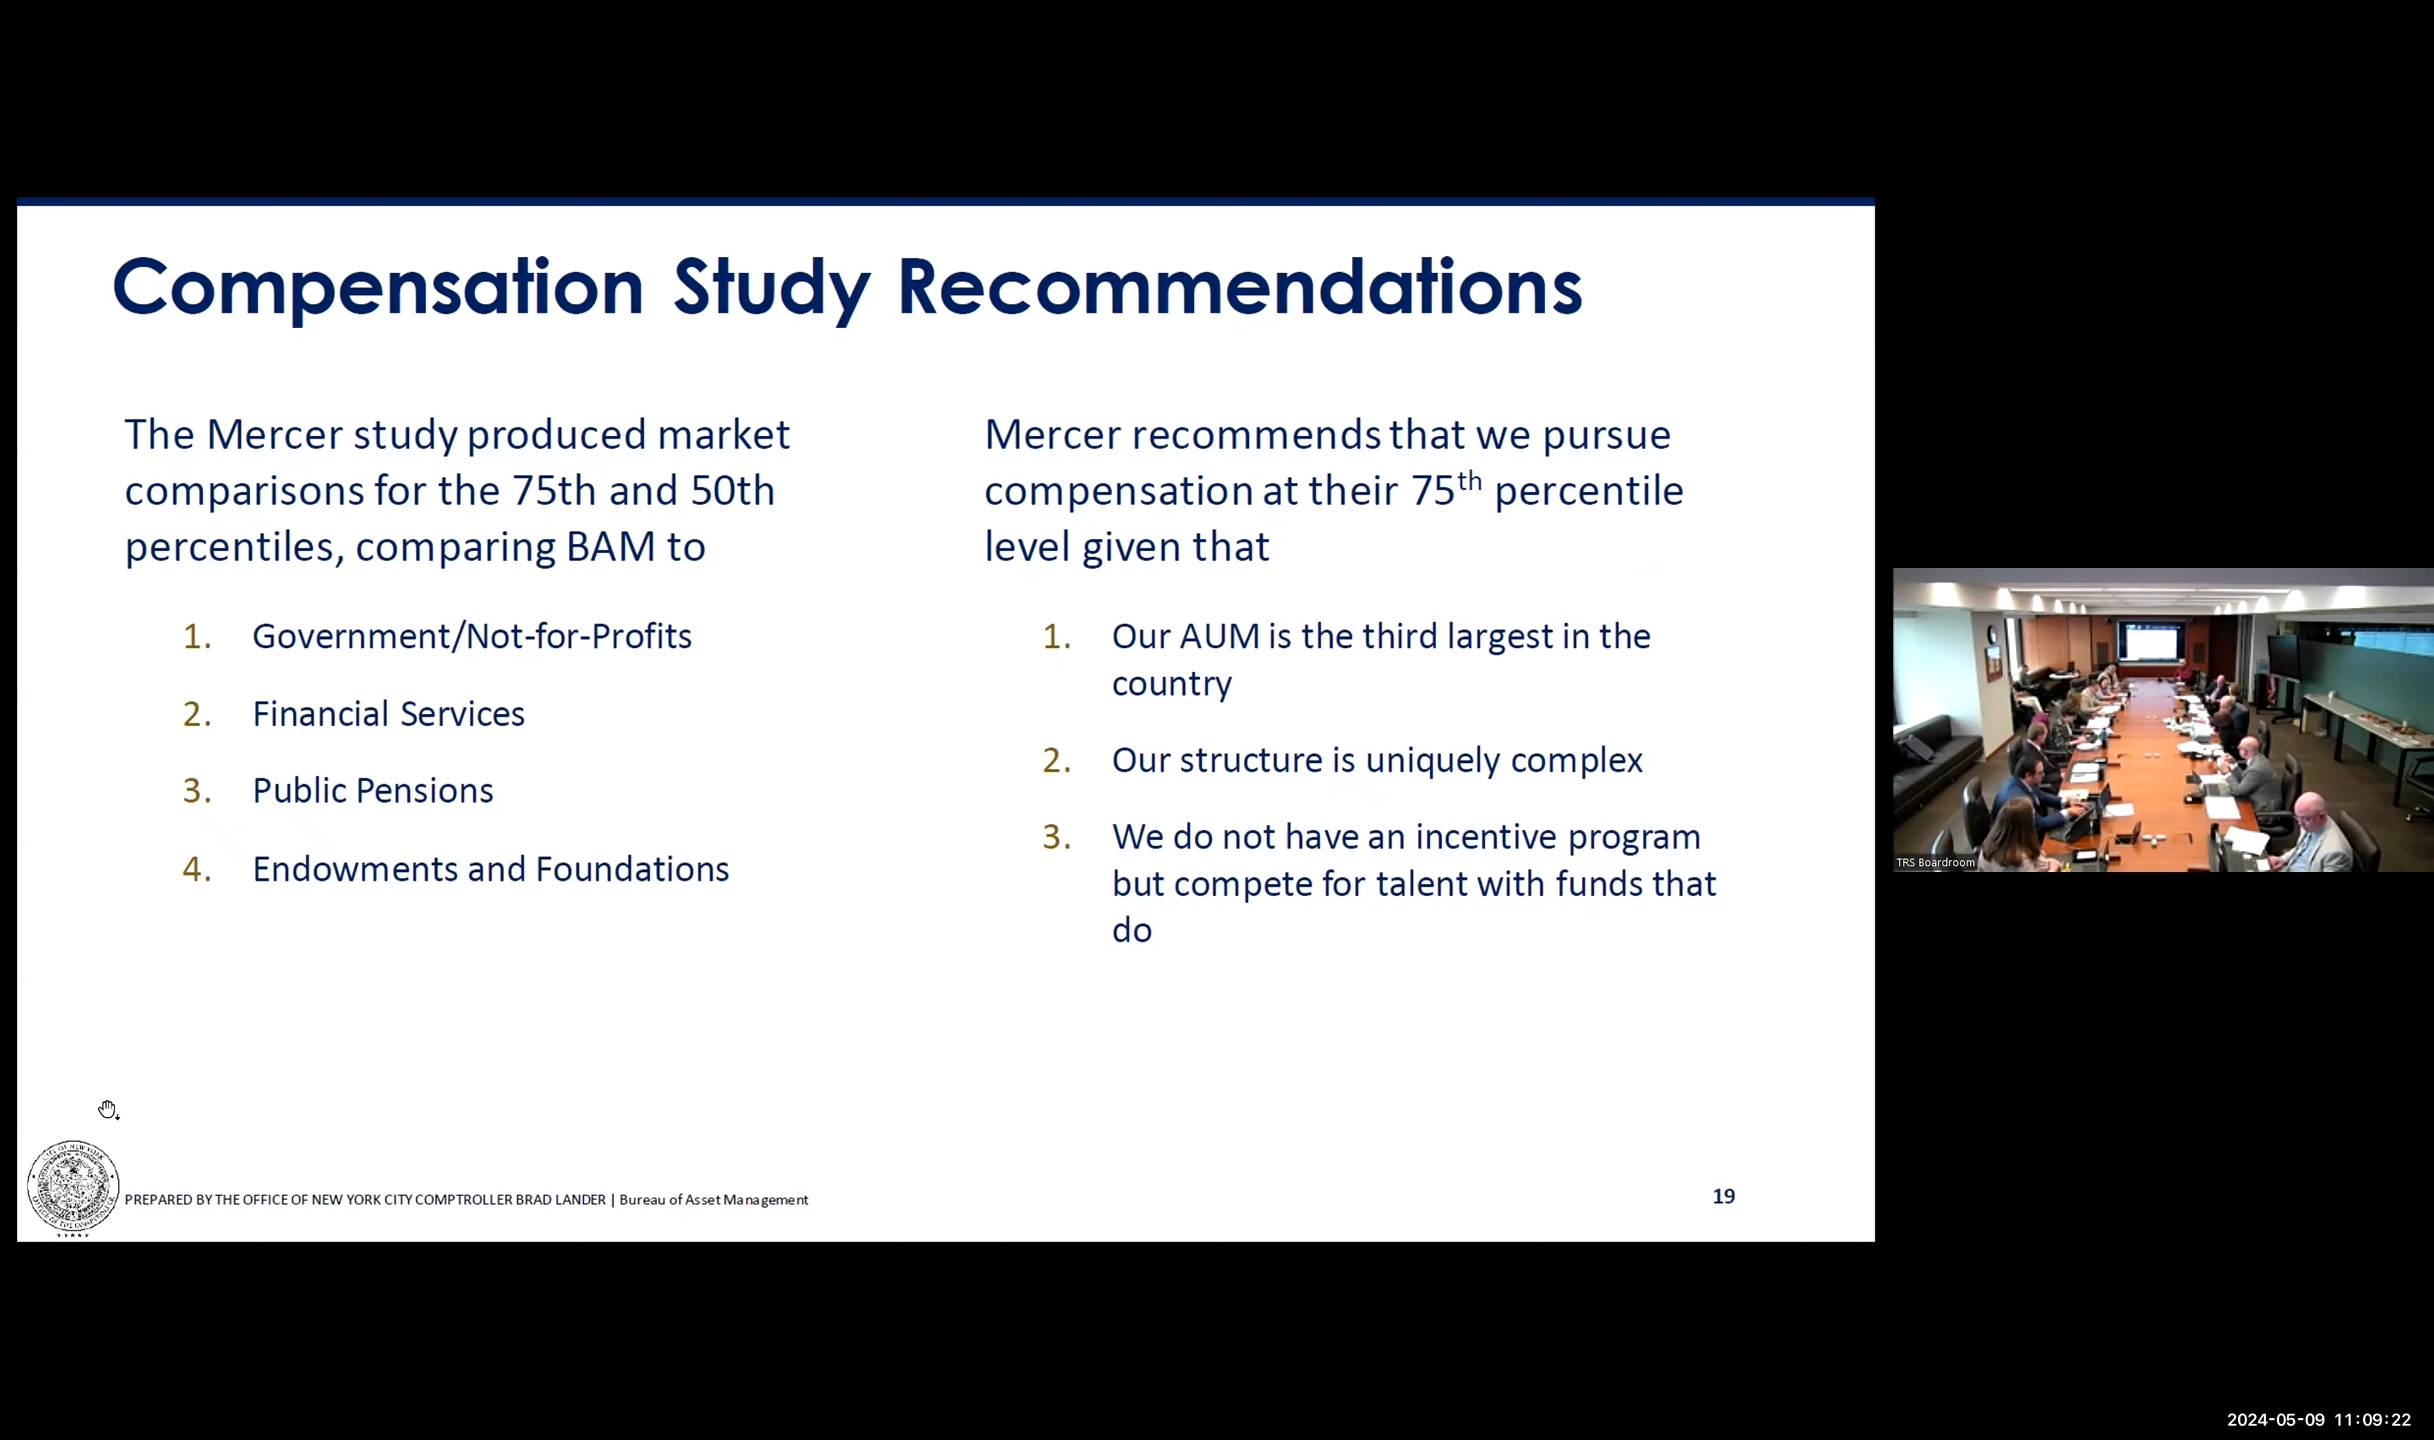 Compensation Study Recommendations
The Mercer study produced market
comparisons for the 75th and 50th
percentiles, comparing BAM to
1. Government/Not-for-Profits
2. Financial Services
3. Public Pensions
4. Endowments and Foundations
Mercer recommends that we pursue
compensation at their 75th percentile
level given that
1. Our AUM is the third largest in the
country
2. Our structure is uniquely complex
3. We do not have an incentive program
but compete for talent with funds that
do
TRS Boardroom
PREPARED BY THE OFFICE OF NEW YORK CITY COMPTROLLER BRAD LANDER | Bureau of Asset Management
19
2024-05-09 11:09:22